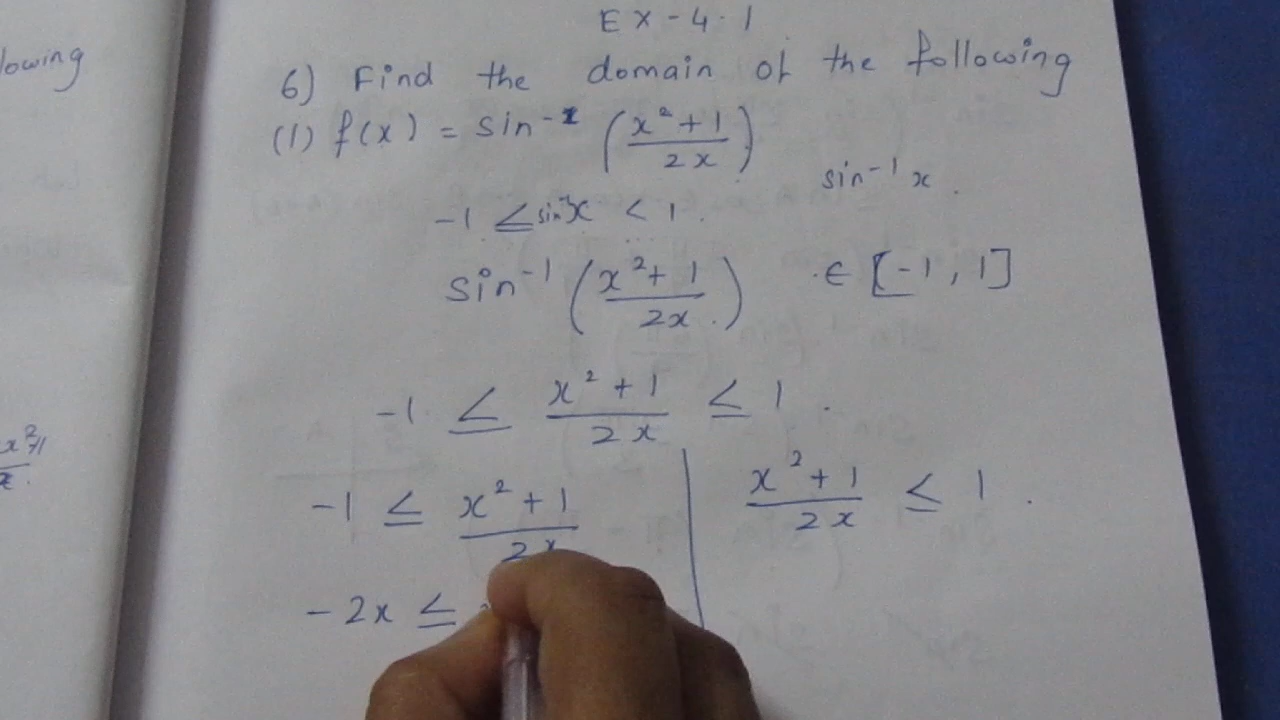 Ex-4.1
6) Find the domain of the following
(1) f(x) = sin⁻¹ (x²+1 / 2x)
sin⁻¹ x .
-1 ≤ sin⁻¹x < 1 .
sin⁻¹ (x²+1 / 2x) ∈ [-1, 1]
-1 ≤ x²+1 / 2x ≤ 1 .
-1 ≤ x²+1 / 2x
x²+1 / 2x ≤ 1 .
-2x ≤
lowing